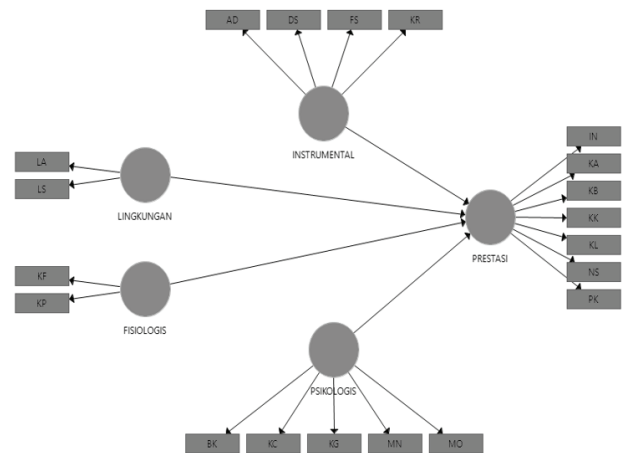 AD DS FS KR
INSTRUMENTAL
LA
LS
LINGKUNGAN
IN
KA
KB
KK
KL
NS
PK
PRESTASI
KF
KP
FISIOLOGIS
PSIKOLOGIS
BK KC KG MN MO